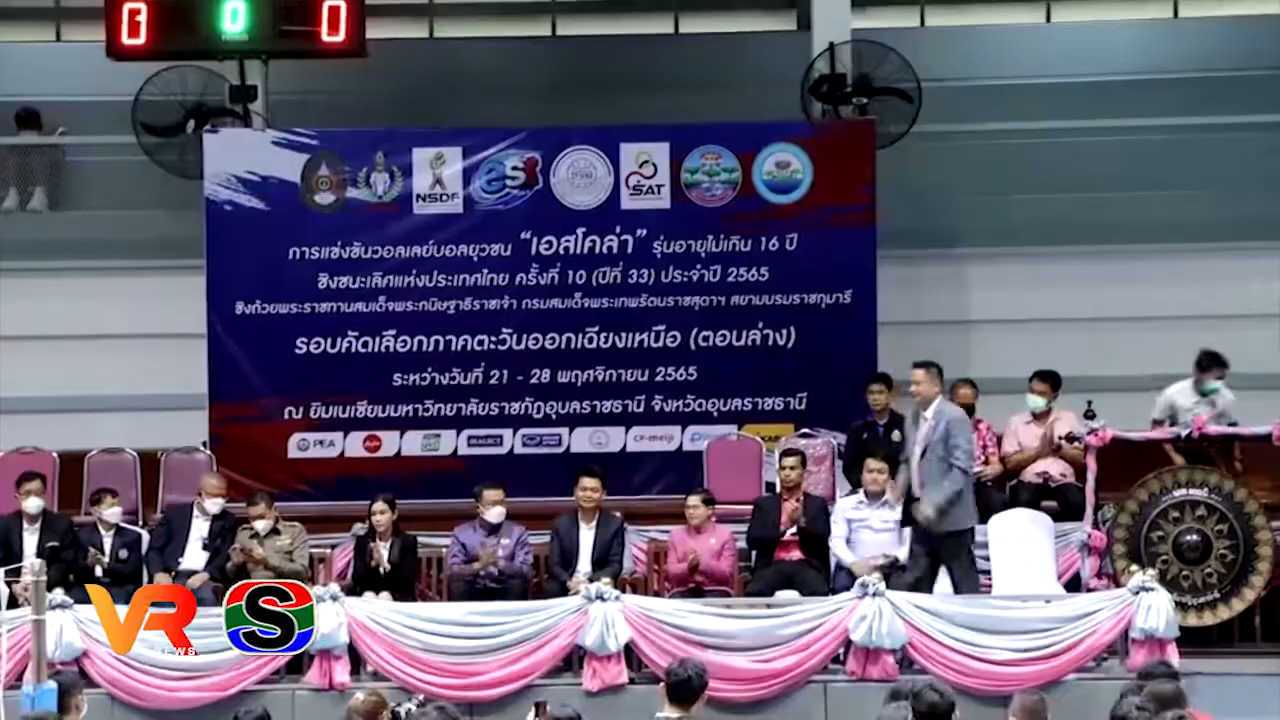 0 0 0
NSDF est SAT
การแข่งขันวอลเลย์บอลยุวชน "เอสโคล่า" รุ่นอายุไม่เกิน 16 ปี
ชิงชนะเลิศแห่งประเทศไทย ครั้งที่ 10 (ปีที่ 33) ประจำปี 2565
ชิงถ้วยพระราชทานสมเด็จพระกนิษฐาธิราชเจ้า กรมสมเด็จพระเทพรัตนราชสุดาฯ สยามบรมราชกุมารี
รอบคัดเลือกภาคตะวันออกเฉียงเหนือ (ตอนล่าง)
ระหว่างวันที่ 21 - 28 พฤศจิกายน 2565
ณ ยิมเนเซียมมหาวิทยาลัยราชภัฏอุบลราชธานี จังหวัดอุบลราชธานี
PEA CP-meiji
VR NEWS S